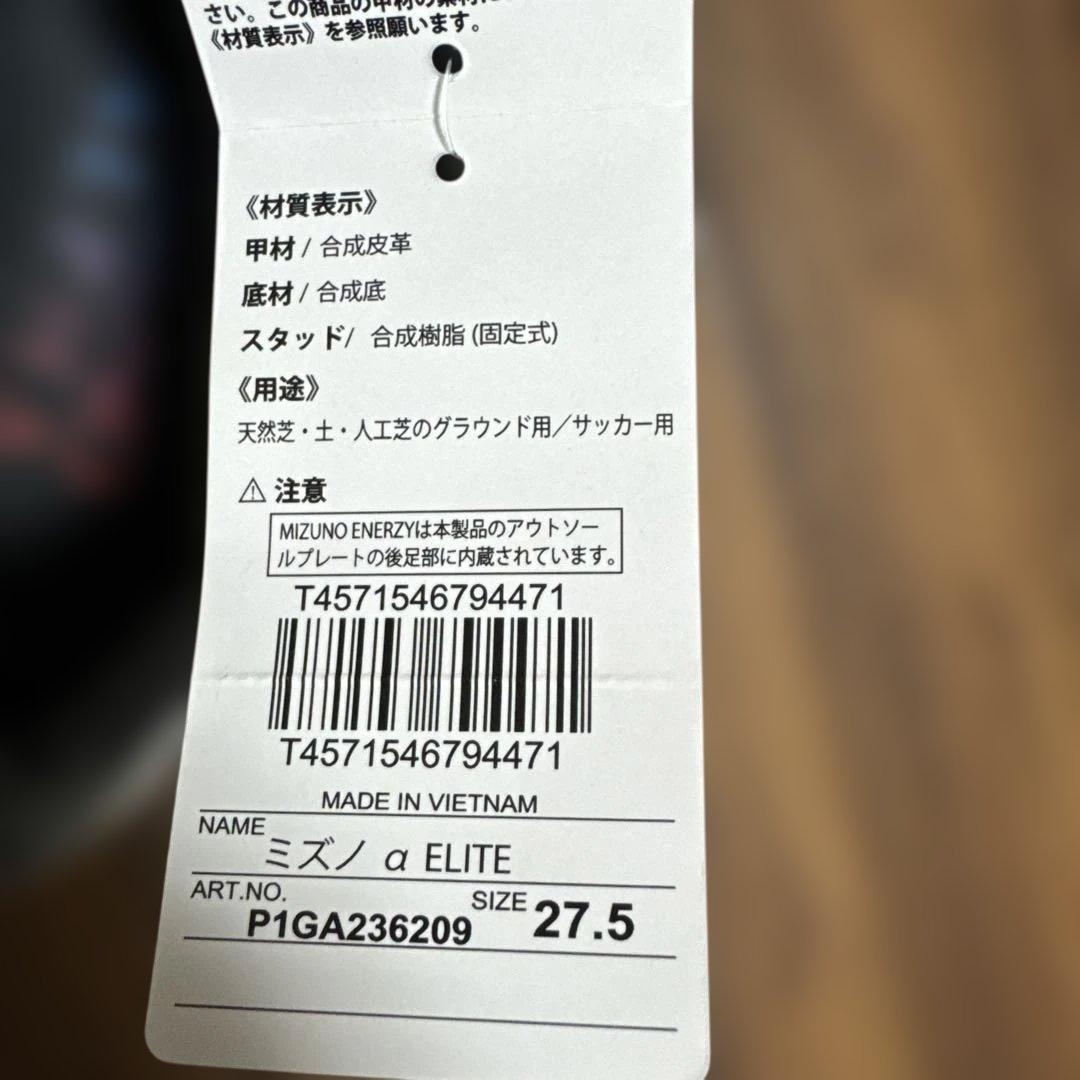 さい。この商品の甲材の素材に
《材質表示》を参照願います。
《材質表示》
甲材 / 合成皮革
底材 / 合成底
スタッド/ 合成樹脂 (固定式)
《用途》
天然芝・土・人工芝のグラウンド用／サッカー用
⚠ 注意
MIZUNO ENERZYは本製品のアウトソー
ルプレートの後足部に内蔵されています。
T4571546794471
T4571546794471
MADE IN VIETNAM
NAME
ミズノ α ELITE
ART.NO.
P1GA236209
SIZE 27.5